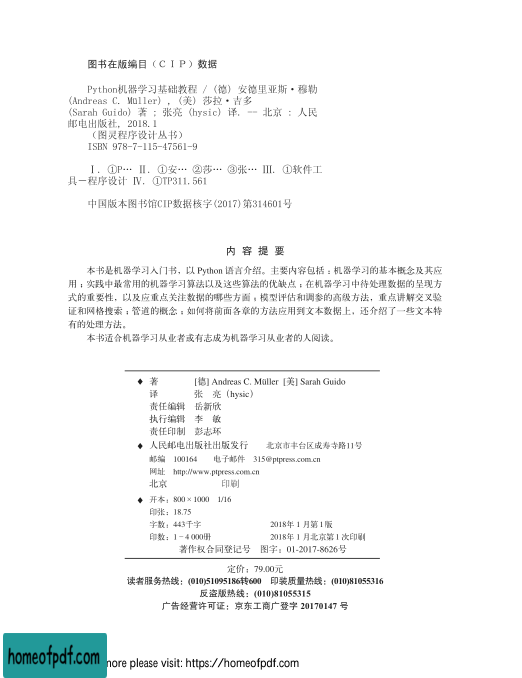 图书在版编目（ＣＩＰ）数据
Python机器学习基础教程 / (德) 安德里亚斯·穆勒
(Andreas C. Müller) , (美) 莎拉·吉多
(Sarah Guido) 著 ; 张亮 (hysic) 译. — 北京 : 人民
邮电出版社, 2018.1
（图灵程序设计丛书）
ISBN 978-7-115-47561-9
Ⅰ. ①P… Ⅱ. ①安… ②莎… ③张… Ⅲ. ①软件工
具－程序设计 Ⅳ. ①TP311.561
中国版本图书馆CIP数据核字(2017)第314601号
内 容 提 要
本书是机器学习入门书，以 Python 语言介绍。主要内容包括：机器学习的基本概念及其应
用；实践中最常用的机器学习算法以及这些算法的优缺点；在机器学习中待处理数据的呈现方
式的重要性，以及应重点关注数据的哪些方面；模型评估和调参的高级方法，重点讲解交叉验
证和网格搜索；管道的概念；如何将前面各章的方法应用到文本数据上，还介绍了一些文本特
有的处理方法。
本书适合机器学习从业者或有志成为机器学习从业者的人阅读。
◆ 著 [德] Andreas C. Müller [美] Sarah Guido
译 张 亮（hysic）
责任编辑 岳新欣
执行编辑 李 敏
责任印制 彭志环
◆ 人民邮电出版社出版发行 北京市丰台区成寿寺路11号
邮编 100164 电子邮件 315@ptpress.com.cn
网址 http://www.ptpress.com.cn
北京 印刷
◆ 开本：800×1000 1/16
印张：18.75
字数：443千字 2018年 1 月第 1 版
印数：1－4 000册 2018年 1 月北京第 1 次印刷
著作权合同登记号 图字：01-2017-8626号
定价：79.00元
读者服务热线：(010)51095186转600 印装质量热线：(010)81055316
反盗版热线：(010)81055315
广告经营许可证：京东工商广登字 20170147 号
homeofpdf.com
more please visit: https://homeofpdf.com